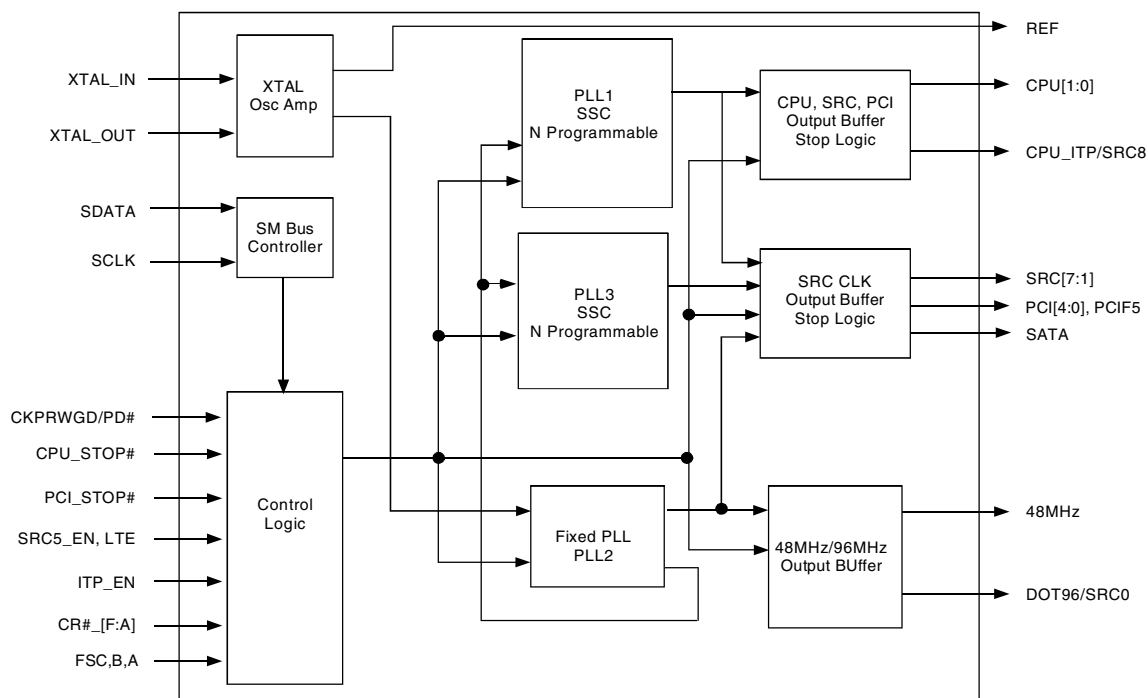 REF
XTAL_IN
XTAL_OUT
XTAL
Osc Amp
PLL1
SSC
N Programmable
CPU, SRC, PCI
Output Buffer
Stop Logic
CPU[1:0]
CPU_ITP/SRC8
SDATA
SCLK
SM Bus
Controller
PLL3
SSC
N Programmable
SRC CLK
Output Buffer
Stop Logic
SRC[7:1]
PCI[4:0], PCIF5
SATA
CKPRWGD/PD#
CPU_STOP#
PCI_STOP#
SRC5_EN, LTE
ITP_EN
CR#_[F:A]
FSC,B,A
Control
Logic
Fixed PLL
PLL2
48MHz/96MHz
Output BUffer
48MHz
DOT96/SRC0